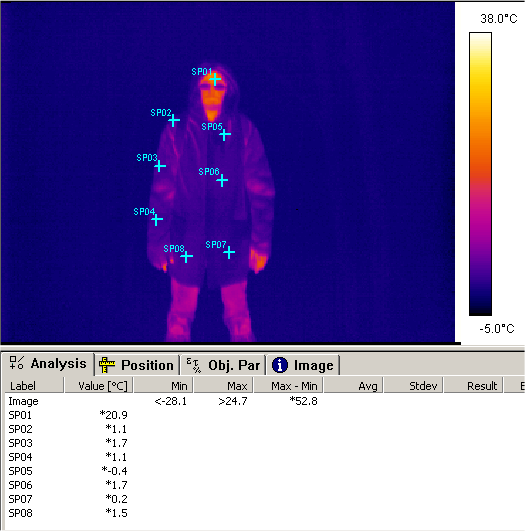 38.0°C
SP01
SP02
SP05
SP03
SP06
SP04
SP08
SP07
-5.0°C
Analysis Position Obj. Par Image
Label Value [°C] Min Max Max - Min Avg Stdev Result E
Image <-28.1 >24.7 *52.8
SP01 *20.9
SP02 *1.1
SP03 *1.7
SP04 *1.1
SP05 *-0.4
SP06 *1.7
SP07 *0.2
SP08 *1.5